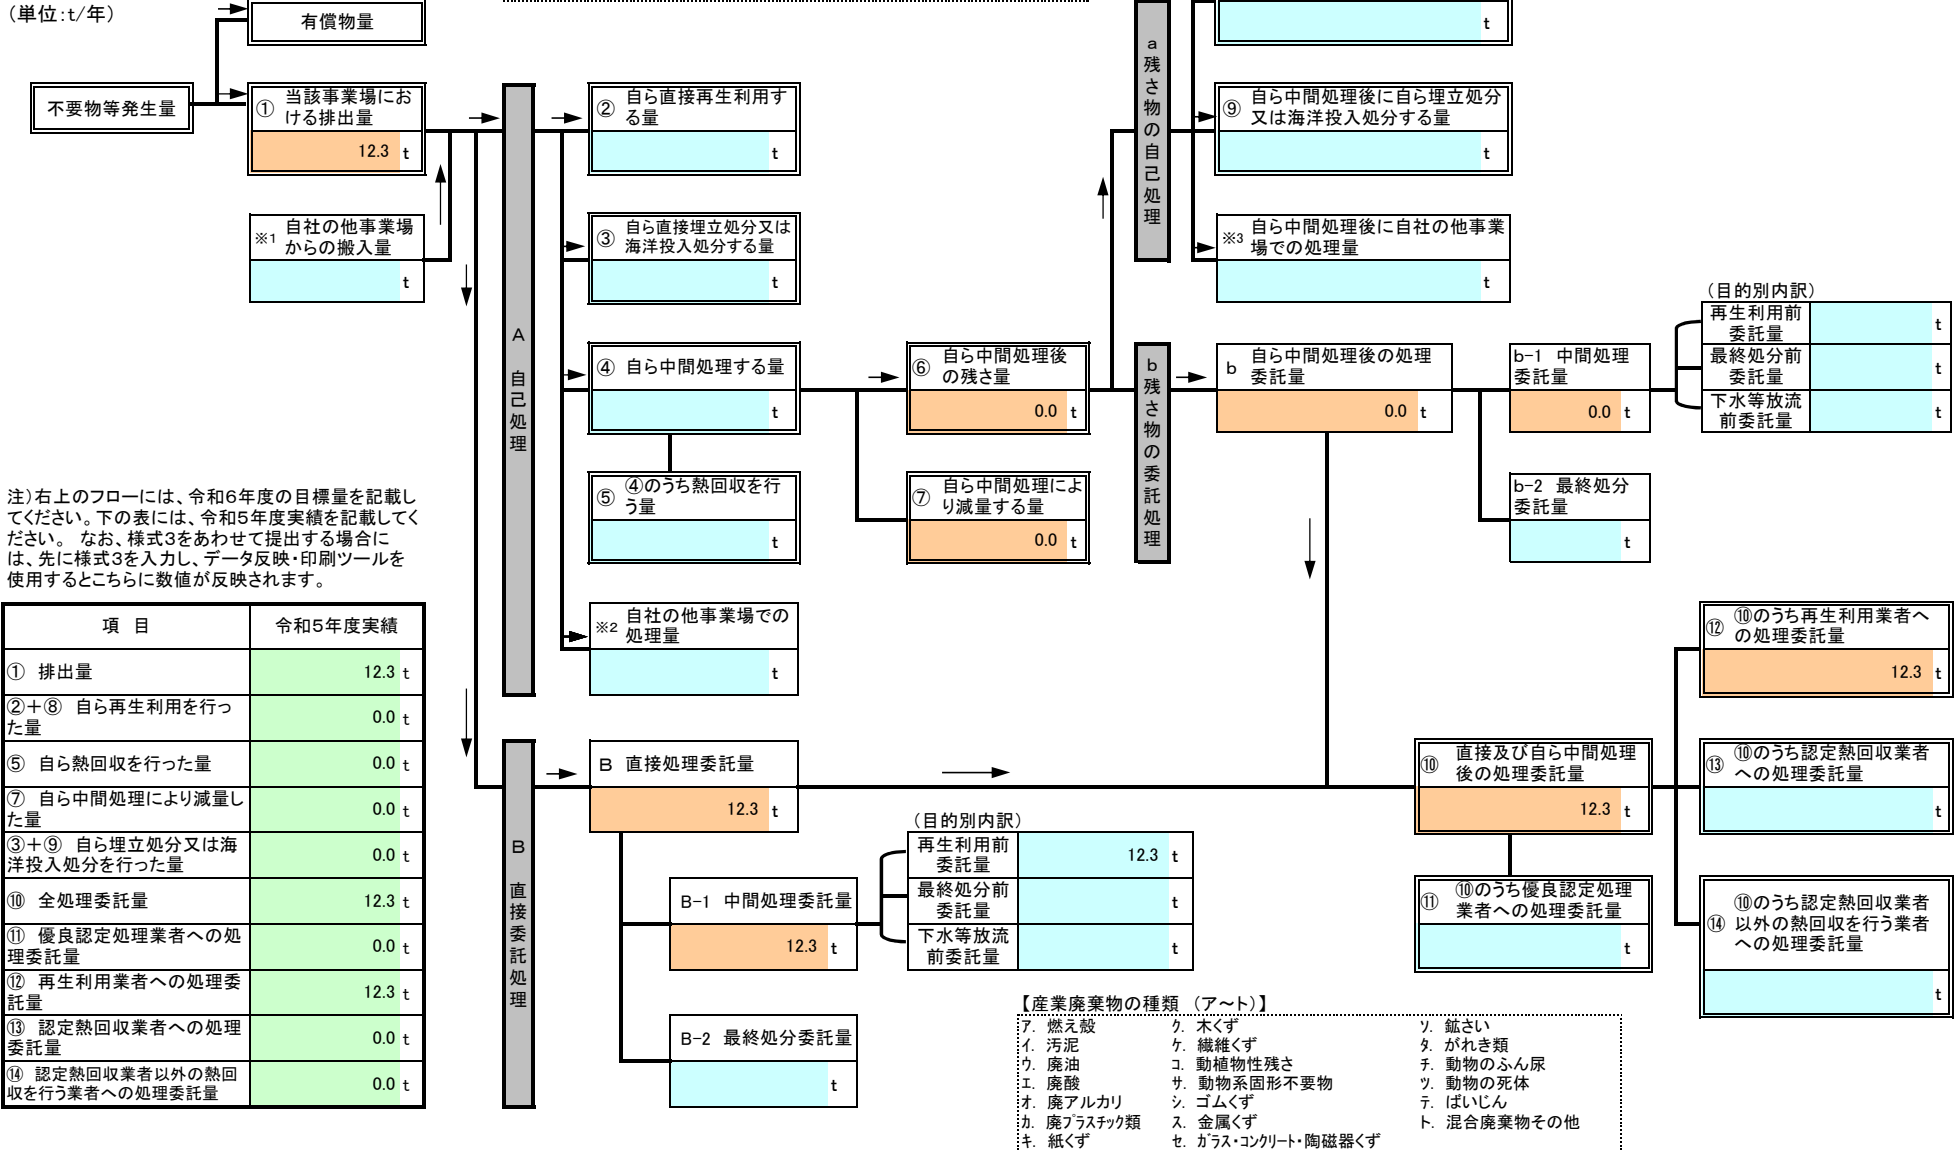 (単位:t/年)
有償物量
t
不要物等発生量
① 当該事業場にお
ける排出量
12.3 t
※1 自社の他事業場
からの搬入量
t
A 自己処理
② 自ら直接再生利用す
る量
t
③ 自ら直接埋立処分又は
海洋投入処分する量
t
④ 自ら中間処理する量
t
⑤ ④のうち熱回収を行
う量
t
※2 自社の他事業場での
処理量
t
⑥ 自ら中間処理後
の残さ量
0.0 t
⑦ 自ら中間処理によ
り減量する量
0.0 t
a残さ物の自己処理
⑨ 自ら中間処理後に自ら埋立処分
又は海洋投入処分する量
t
※3 自ら中間処理後に自社の他事業
場での処理量
t
b残さ物の委託処理
b 自ら中間処理後の処理
委託量
0.0 t
b-1 中間処理
委託量
0.0 t
b-2 最終処分
委託量
t
(目的別内訳)
再生利用前
委託量
t
最終処分前
委託量
t
下水等放流
前委託量
t
注)右上のフローには、令和6年度の目標量を記載し
てください。下の表には、令和5年度実績を記載してく
ださい。 なお、様式3をあわせて提出する場合に
は、先に様式3を入力し、データ反映・印刷ツールを
使用するとこちらに数値が反映されます。
項 目 令和5年度実績
① 排出量 12.3 t
②+⑧ 自ら再生利用を行っ
た量 0.0 t
⑤ 自ら熱回収を行った量 0.0 t
⑦ 自ら中間処理により減量し
た量 0.0 t
③+⑨ 自ら埋立処分又は海
洋投入処分を行った量 0.0 t
⑩ 全処理委託量 12.3 t
⑪ 優良認定処理業者への処
理委託量 0.0 t
⑫ 再生利用業者への処理委
託量 12.3 t
⑬ 認定熱回収業者への処理
委託量 0.0 t
⑭ 認定熱回収業者以外の熱回
収を行う業者への処理委託量 0.0 t
B 直接委託処理
B 直接処理委託量
12.3 t
B-1 中間処理委託量
12.3 t
B-2 最終処分委託量
t
(目的別内訳)
再生利用前
委託量
12.3 t
最終処分前
委託量
t
下水等放流
前委託量
t
⑩ 直接及び自ら中間処理
後の処理委託量
12.3 t
⑪ ⑩のうち優良認定処理
業者への処理委託量
t
⑫ ⑩のうち再生利用業者へ
の処理委託量
12.3 t
⑬ ⑩のうち認定熱回収業者
への処理委託量
t
⑭ ⑩のうち認定熱回収業者
以外の熱回収を行う業者
への処理委託量
t
【産業廃棄物の種類 (ア~ト)】
ア. 燃え殻 ク. 木くず ソ. 鉱さい
イ. 汚泥 ケ. 繊維くず タ. がれき類
ウ. 廃油 コ. 動植物性残さ チ. 動物のふん尿
エ. 廃酸 サ. 動物系固形不要物 ツ. 動物の死体
オ. 廃アルカリ シ. ゴムくず テ. ばいじん
カ. 廃プラスチック類 ス. 金属くず ト. 混合廃棄物その他
キ. 紙くず セ. ガラス・コンクリート・陶磁器くず